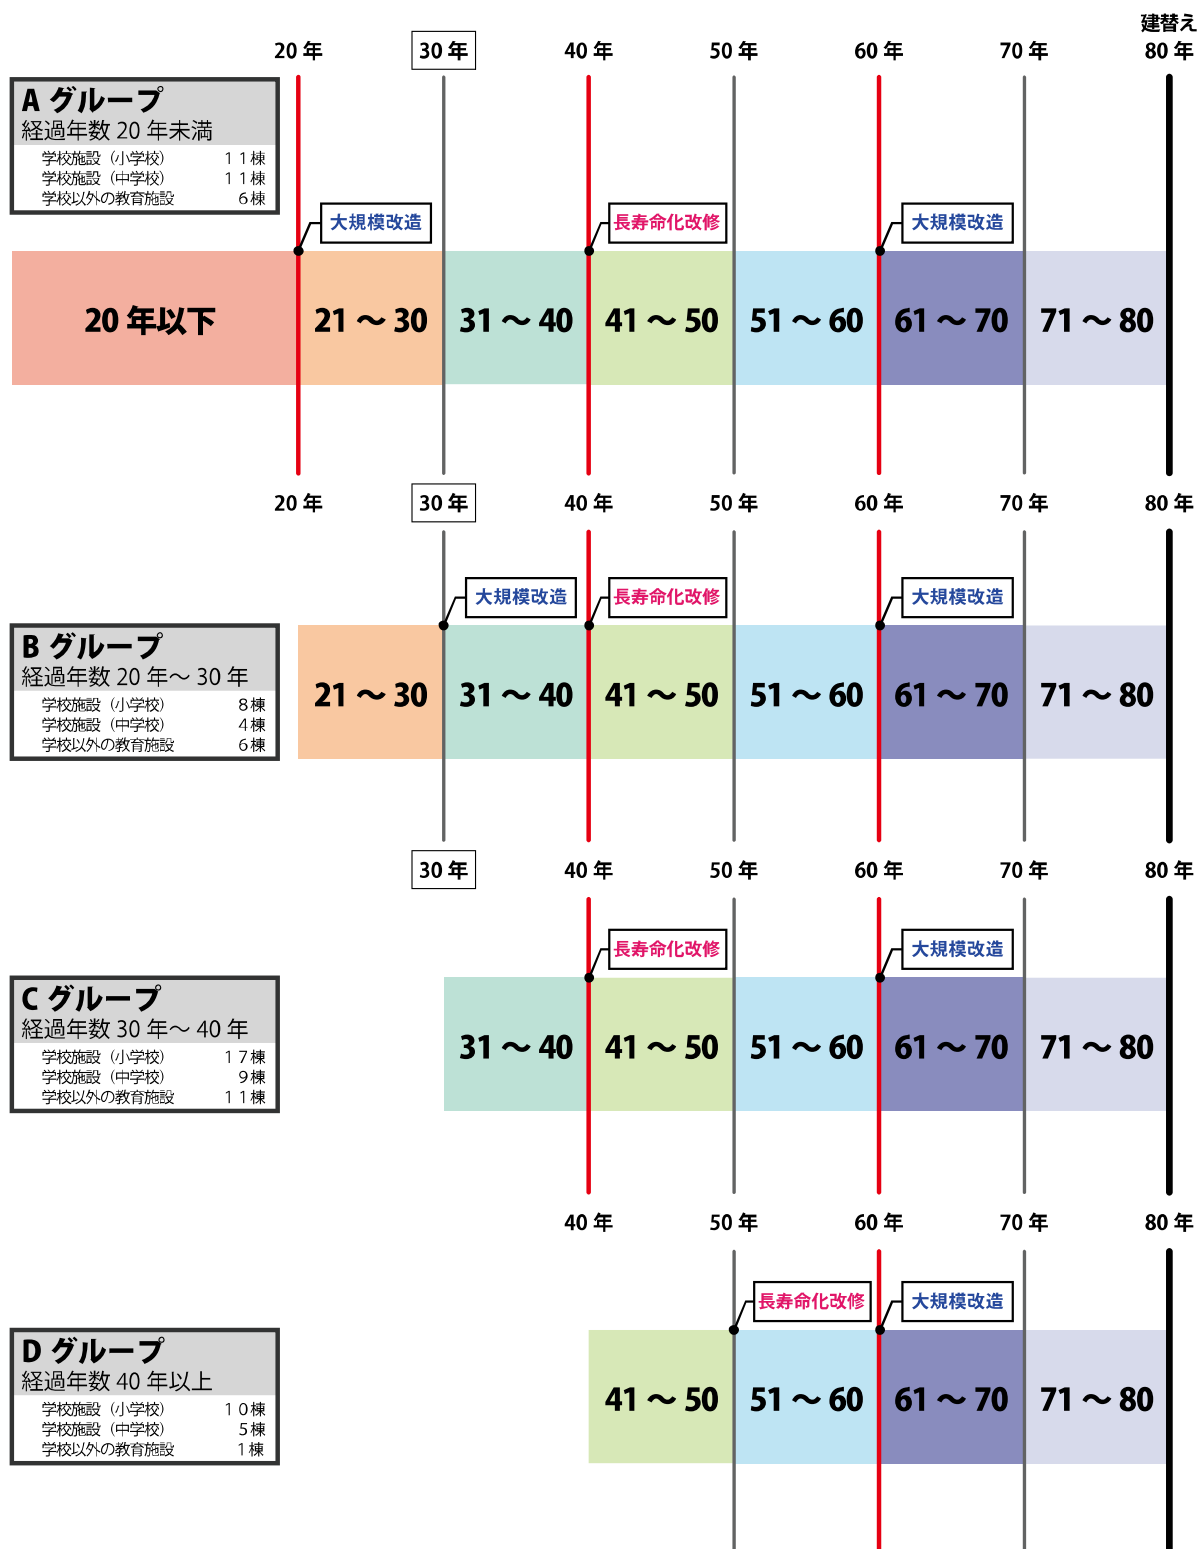 建替え
20 年 30 年 40 年 50 年 60 年 70 年 80 年
A グループ
経過年数 20 年未満
学校施設（小学校） １１棟
学校施設（中学校） １１棟
学校以外の教育施設 ６棟
大規模改造 長寿命化改修 大規模改造
20 年以下 21 ～ 30 31 ～ 40 41 ～ 50 51 ～ 60 61 ～ 70 71 ～ 80
20 年 30 年 40 年 50 年 60 年 70 年 80 年
大規模改造 長寿命化改修 大規模改造
B グループ
経過年数 20 年～ 30 年
学校施設（小学校） ８棟
学校施設（中学校） ４棟
学校以外の教育施設 ６棟
21 ～ 30 31 ～ 40 41 ～ 50 51 ～ 60 61 ～ 70 71 ～ 80
30 年 40 年 50 年 60 年 70 年 80 年
長寿命化改修 大規模改造
C グループ
経過年数 30 年～ 40 年
学校施設（小学校） １７棟
学校施設（中学校） ９棟
学校以外の教育施設 １１棟
31 ～ 40 41 ～ 50 51 ～ 60 61 ～ 70 71 ～ 80
40 年 50 年 60 年 70 年 80 年
長寿命化改修 大規模改造
D グループ
経過年数 40 年以上
学校施設（小学校） １０棟
学校施設（中学校） ５棟
学校以外の教育施設 １棟
41 ～ 50 51 ～ 60 61 ～ 70 71 ～ 80